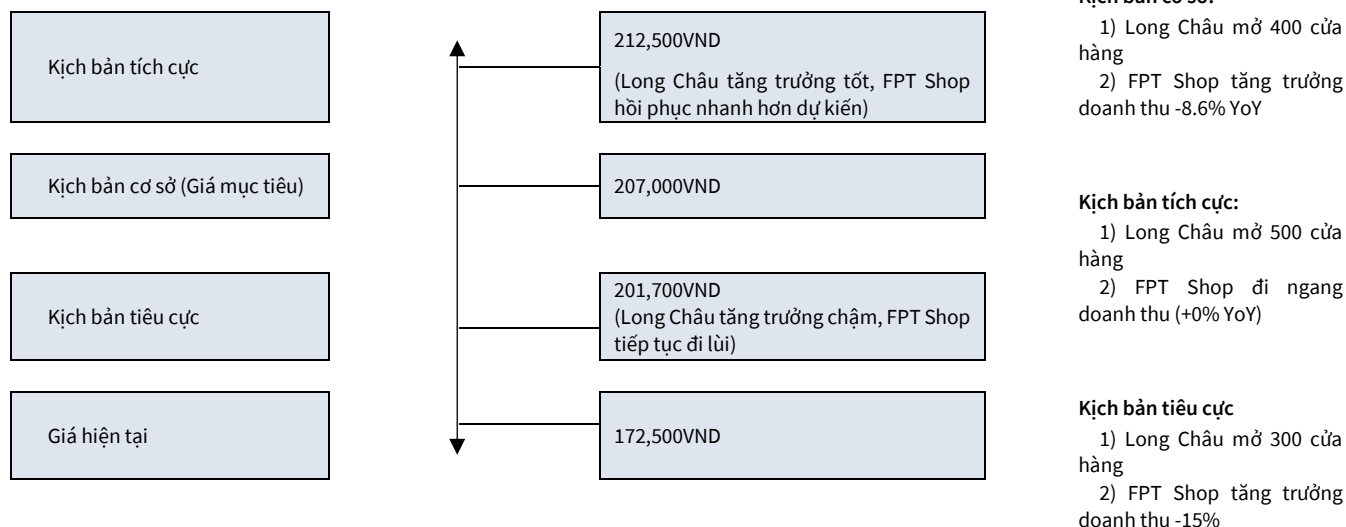 Kịch bản tích cực
212,500VND
(Long Châu tăng trưởng tốt, FPT Shop
hồi phục nhanh hơn dự kiến)
Kịch bản cơ sở (Giá mục tiêu)
207,000VND
Kịch bản tiêu cực
201,700VND
(Long Châu tăng trưởng chậm, FPT Shop
tiếp tục đi lùi)
Giá hiện tại
172,500VND
Kịch bản cơ sở:
1) Long Châu mở 400 cửa
hàng
2) FPT Shop tăng trưởng
doanh thu -8.6% YoY
Kịch bản tích cực:
1) Long Châu mở 500 cửa
hàng
2) FPT Shop đi ngang
doanh thu (+0% YoY)
Kịch bản tiêu cực
1) Long Châu mở 300 cửa
hàng
2) FPT Shop tăng trưởng
doanh thu -15%